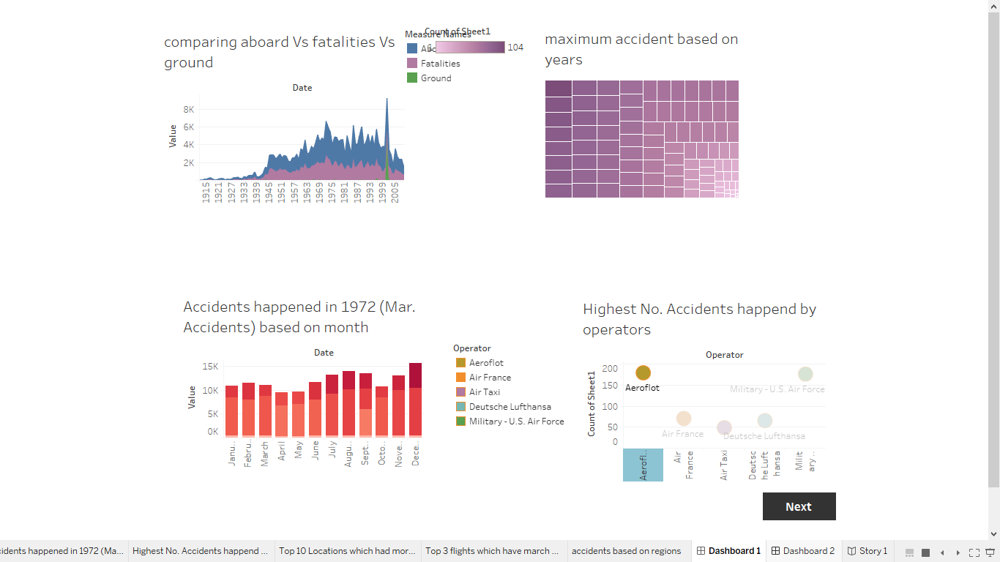 comparing aboard Vs fatalities Vs
ground
Measure Names
Count of Sheet1
1
104
Fatalities
Ground
Date
Value
8K
6K
4K
2K
1915
1921
1927
1933
1939
1945
1951
1957
1963
1969
1975
1981
1987
1993
1999
2005
maximum accident based on
years
Accidents happened in 1972 (Mar.
Accidents) based on month
Date
Value
15K
10K
5K
0K
Janu..
Febru..
March
April
May
June
July
Augu..
Sept..
Octo..
Nove..
Dece..
Operator
Aeroflot
Air France
Air Taxi
Deutsche Lufthansa
Military - U.S. Air Force
Highest No. Accidents happend by
operators
Operator
Count of Sheet1
200
150
100
50
0
Aeroflot
Military - U.S. Air Force
Air France
Deutsche Lufthansa
Aerofl..
Air
France
Air Taxi
Deutsc
he Luft
hansa
Milit
ary ..
Next
cidents happened in 1972 (Ma...
Highest No. Accidents happend ...
Top 10 Locations which had mor...
Top 3 flights which have march ...
accidents based on regions
Dashboard 1
Dashboard 2
Story 1